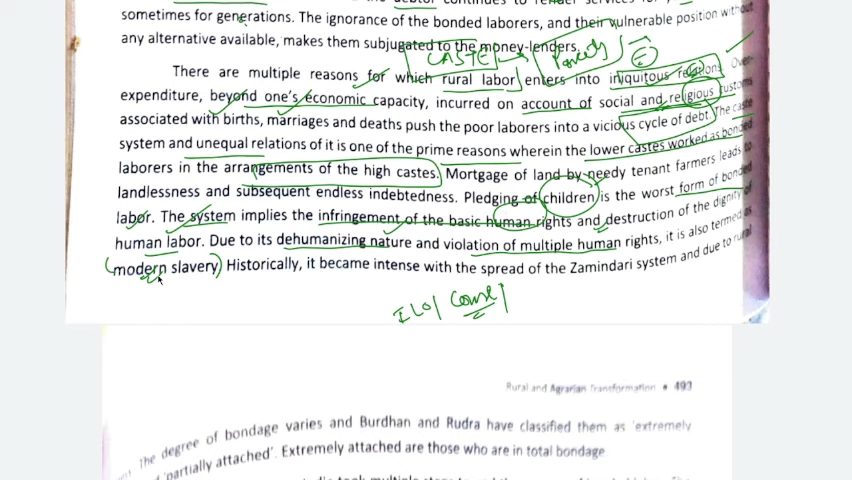 sometimes for generations. The ignorance of the bonded laborers, and their vulnerable position without
any alternative available, makes them subjugated to the money-lenders.
CASTE → Poverty
There are multiple reasons for which rural labor enters into iniquitous relations. Over-
expenditure, beyond one's economic capacity, incurred on account of social and religious customs
associated with births, marriages and deaths push the poor laborers into a vicious cycle of debt. The caste
system and unequal relations of it is one of the prime reasons wherein the lower castes worked as bonded
laborers in the arrangements of the high castes. Mortgage of land by needy tenant farmers leads to
landlessness and subsequent endless indebtedness. Pledging of children is the worst form of bonded
labor. The system implies the infringement of the basic human rights and destruction of the dignity of
human labor. Due to its dehumanizing nature and violation of multiple human rights, it is also termed as
modern slavery. Historically, it became intense with the spread of the Zamindari system and due to rural
ILO/
Rural and Agrarian Transformation • 493
The degree of bondage varies and Burdhan and Rudra have classified them as 'extremely
'partially attached'. Extremely attached are those who are in total bondage